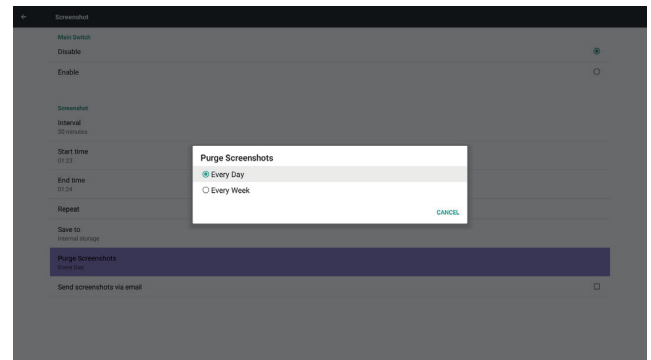 Screenshot
Main Switch
Disable
Enable
Screenshot
Interval
30 minutes
Start time
01:23
End time
01:24
Repeat
Save to
Internal storage
Purge Screenshots
Every Day
Send screenshots via email
Purge Screenshots
Every Day
Every Week
CANCEL